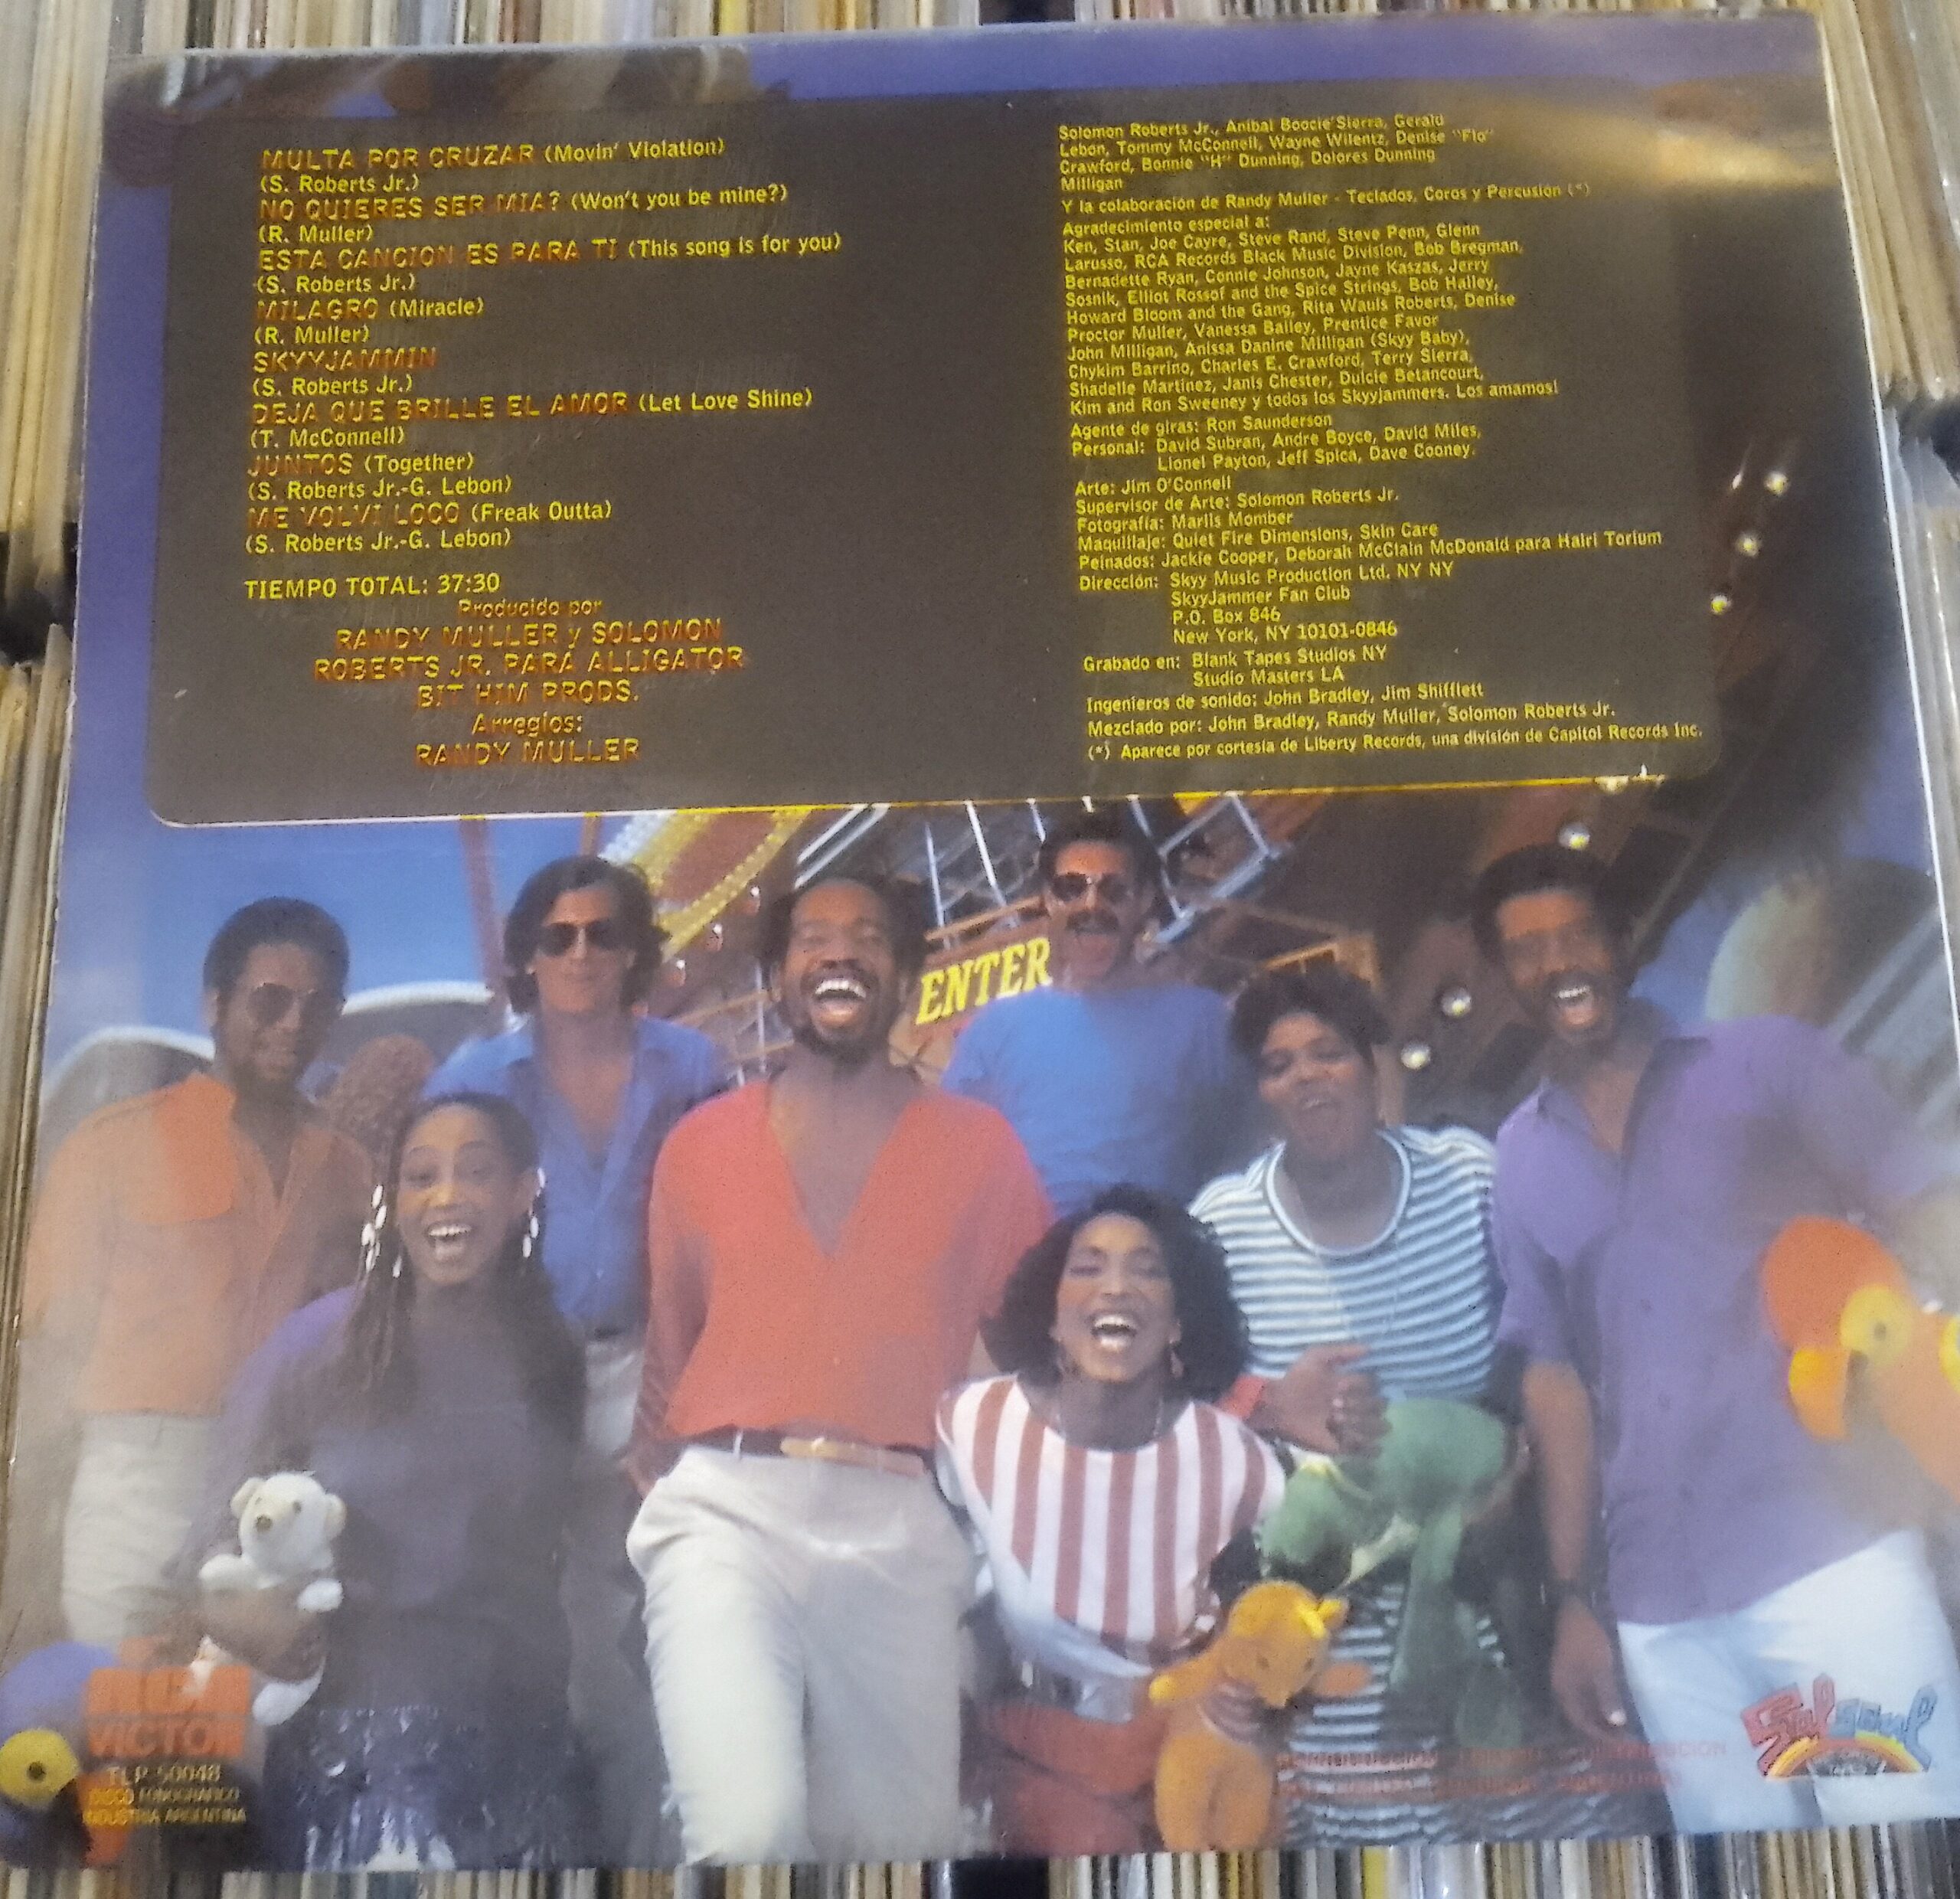 MULTA POR CRUZAR (Movin' Violation)
(S. Roberts Jr.)
NO QUIERES SER MIA? (Won't you be mine?)
(R. Muller)
ESTA CANCION ES PARA TI (This song is for you)
(S. Roberts Jr.)
MILAGRO (Miracle)
(R. Muller)
SKYYJAMMIN
(S. Roberts Jr.)
DEJA QUE BRILLE EL AMOR (Let Love Shine)
(T. McConnell)
JUNTOS (Together)
(S. Roberts Jr.-G. Lebon)
ME VOLVI LOCO (Freak Outta)
(S. Roberts Jr.-G. Lebon)
TIEMPO TOTAL: 37:30
Producido por
RANDY MULLER y SOLOMON
ROBERTS JR. PARA ALLIGATOR
BIT HIM PRODS.
Arreglos:
RANDY MULLER
Solomon Roberts Jr., Anibal Boocie'Sierra, Gerald
Lebon, Tommy McConnell, Wayne Wilentz, Denise "Flo"
Crawford, Bonnie "H" Dunning, Dolores Dunning
Milligan
Y la colaboración de Randy Muller - Teclados, Coros y Percusión (*)
Agradecimiento especial a:
Ken, Stan, Joe Cayre, Steve Rand, Steve Penn, Glenn
Larusso, RCA Records Black Music Division, Bob Bregman,
Bernadette Ryan, Connie Johnson, Jayne Kaszas, Jerry
Sosnik, Elliot Rossof and the Spice Strings, Bob Halley,
Howard Bloom and the Gang, Rita Wauls Roberts, Denise
Proctor Muller, Vanessa Bailey, Prentice Favor
John Milligan, Anissa Danine Milligan (Skyy Baby),
Chykim Barrino, Charles E. Crawford, Terry Sierra,
Shadelle Martinez, Janis Chester, Dulcie Betancourt,
Kim and Ron Sweeney y todos los Skyyjammers. Los amamos!
Agente de giras: Ron Saunderson
Personal: David Subran, Andre Boyce, David Miles,
Lionel Payton, Jeff Spica, Dave Cooney.
Arte: Jim O'Connell
Supervisor de Arte: Solomon Roberts Jr.
Fotografía: Marlis Momber
Maquillaje: Quiet Fire Dimensions, Skin Care
Peinados: Jackie Cooper, Deborah McClain McDonald para Hairi Torium
Dirección: Skyy Music Production Ltd. NY NY
SkyyJammer Fan Club
P.O. Box 846
New York, NY 10101-0846
Grabado en: Blank Tapes Studios NY
Studio Masters LA
Ingenieros de sonido: John Bradley, Jim Shifflett
Mezclado por: John Bradley, Randy Muller, Solomon Roberts Jr.
(*) Aparece por cortesía de Liberty Records, una división de Capitol Records Inc.
ENTER
RCA
VICTOR
TLP 50048
DISCO FONOGRAFICO
INDUSTRIA ARGENTINA
Salsoul